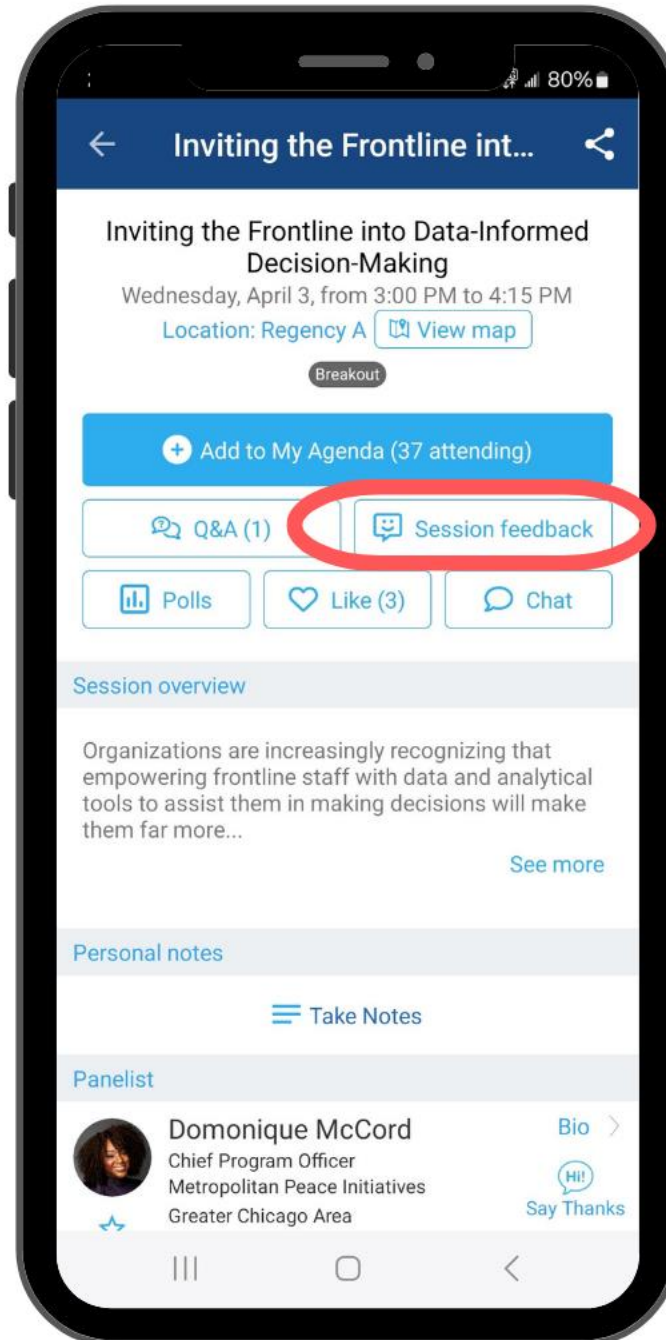 80%
Inviting the Frontline int...
Inviting the Frontline into Data-Informed
Decision-Making
Wednesday, April 3, from 3:00 PM to 4:15 PM
Location: Regency A View map
Breakout
Add to My Agenda (37 attending)
Q&A (1) Session feedback
Polls Like (3) Chat
Session overview
Organizations are increasingly recognizing that
empowering frontline staff with data and analytical
tools to assist them in making decisions will make
them far more...
See more
Personal notes
Take Notes
Panelist
Domonique McCord Bio
Chief Program Officer
Metropolitan Peace Initiatives Hi!
Greater Chicago Area Say Thanks